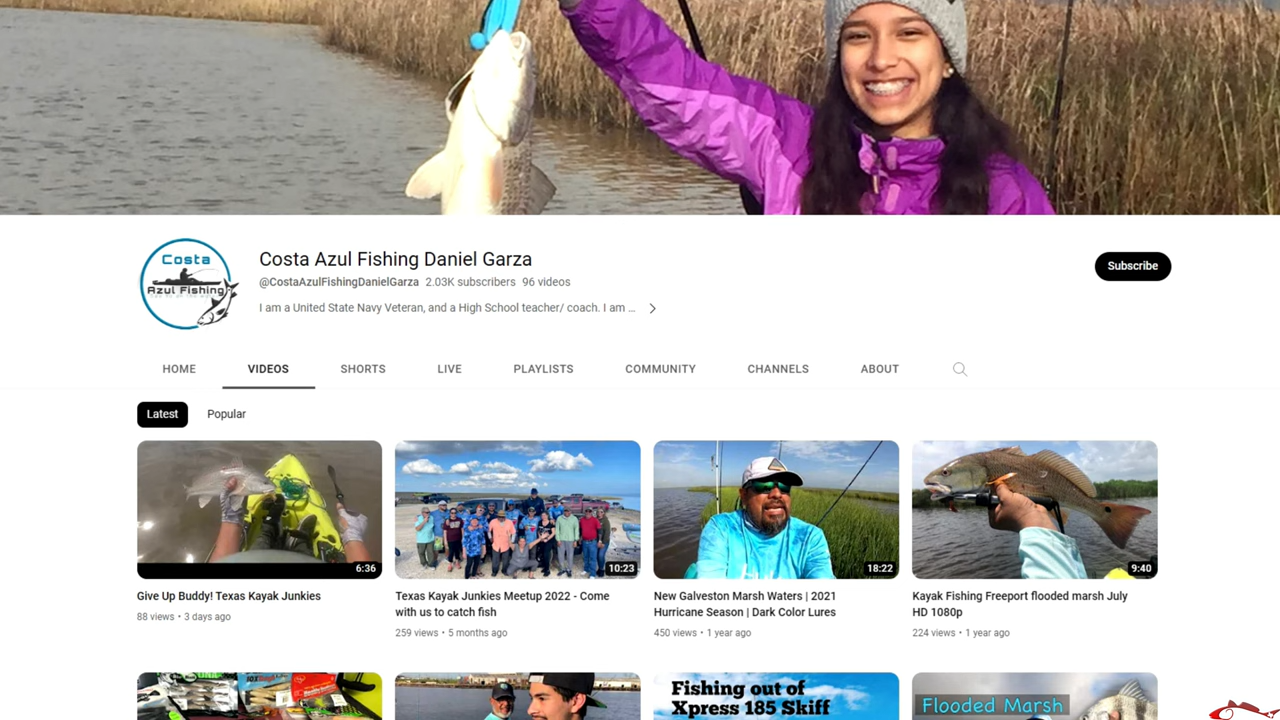 Costa
Azul Fishing
Costa Azul Fishing Daniel Garza
@CostaAzulFishingDanielGarza 2.03K subscribers 96 videos
I am a United State Navy Veteran, and a High School teacher/ coach. I am ...
Subscribe
HOME VIDEOS SHORTS LIVE PLAYLISTS COMMUNITY CHANNELS ABOUT
Latest Popular
6:36
10:23
18:22
9:40
Give Up Buddy! Texas Kayak Junkies
88 views • 3 days ago
Texas Kayak Junkies Meetup 2022 - Come
with us to catch fish
259 views • 5 months ago
New Galveston Marsh Waters | 2021
Hurricane Season | Dark Color Lures
450 views • 1 year ago
Kayak Fishing Freeport flooded marsh July
HD 1080p
224 views • 1 year ago
Fishing out of
Xpress 185 Skiff
Flooded Marsh